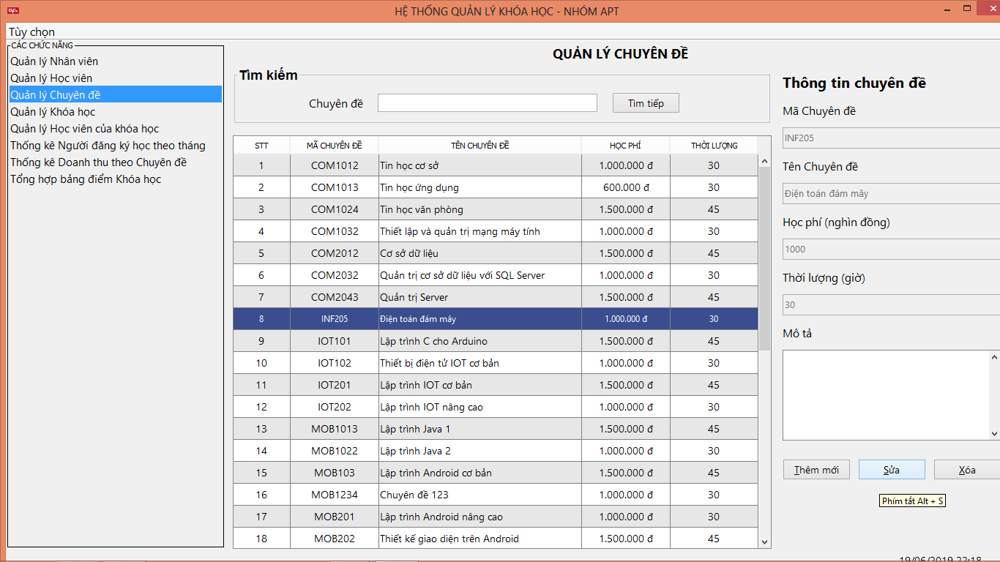 HỆ THỐNG QUẢN LÝ KHÓA HỌC - NHÓM APT
Tùy chọn
CÁC CHỨC NĂNG
Quản lý Nhân viên
Quản lý Học viên
Quản lý Chuyên đề
Quản lý Khóa học
Quản lý Học viên của khóa học
Thống kê Người đăng ký học theo tháng
Thống kê Doanh thu theo Chuyên đề
Tổng hợp bảng điểm Khóa học
QUẢN LÝ CHUYÊN ĐỀ
Tìm kiếm
Chuyên đề Tìm tiếp
STT MÃ CHUYÊN ĐỀ TÊN CHUYÊN ĐỀ HỌC PHÍ THỜI LƯỢNG
1 COM1012 Tin học cơ sở 1.000.000 đ 30
2 COM1013 Tin học ứng dụng 600.000 đ 30
3 COM1024 Tin học văn phòng 1.500.000 đ 45
4 COM1032 Thiết lập và quản trị mạng máy tính 1.000.000 đ 30
5 COM2012 Cơ sở dữ liệu 1.500.000 đ 45
6 COM2032 Quản trị cơ sở dữ liệu với SQL Server 1.000.000 đ 30
7 COM2043 Quản trị Server 1.500.000 đ 45
8 INF205 Điện toán đám mây 1.000.000 đ 30
9 IOT101 Lập trình C cho Arduino 1.500.000 đ 45
10 IOT102 Thiết bị điện tử IOT cơ bản 1.000.000 đ 30
11 IOT201 Lập trình IOT cơ bản 1.500.000 đ 45
12 IOT202 Lập trình IOT nâng cao 1.000.000 đ 30
13 MOB1013 Lập trình Java 1 1.500.000 đ 45
14 MOB1022 Lập trình Java 2 1.000.000 đ 30
15 MOB103 Lập trình Android cơ bản 1.500.000 đ 45
16 MOB1234 Chuyên đề 123 1.000.000 đ 30
17 MOB201 Lập trình Android nâng cao 1.000.000 đ 30
18 MOB202 Thiết kế giao diện trên Android 1.500.000 đ 45
Thông tin chuyên đề
Mã Chuyên đề
INF205
Tên Chuyên đề
Điện toán đám mây
Học phí (nghìn đồng)
1000
Thời lượng (giờ)
30
Mô tả
Thêm mới Sửa Xóa
Phím tắt Alt + S
19/06/2019 22:18